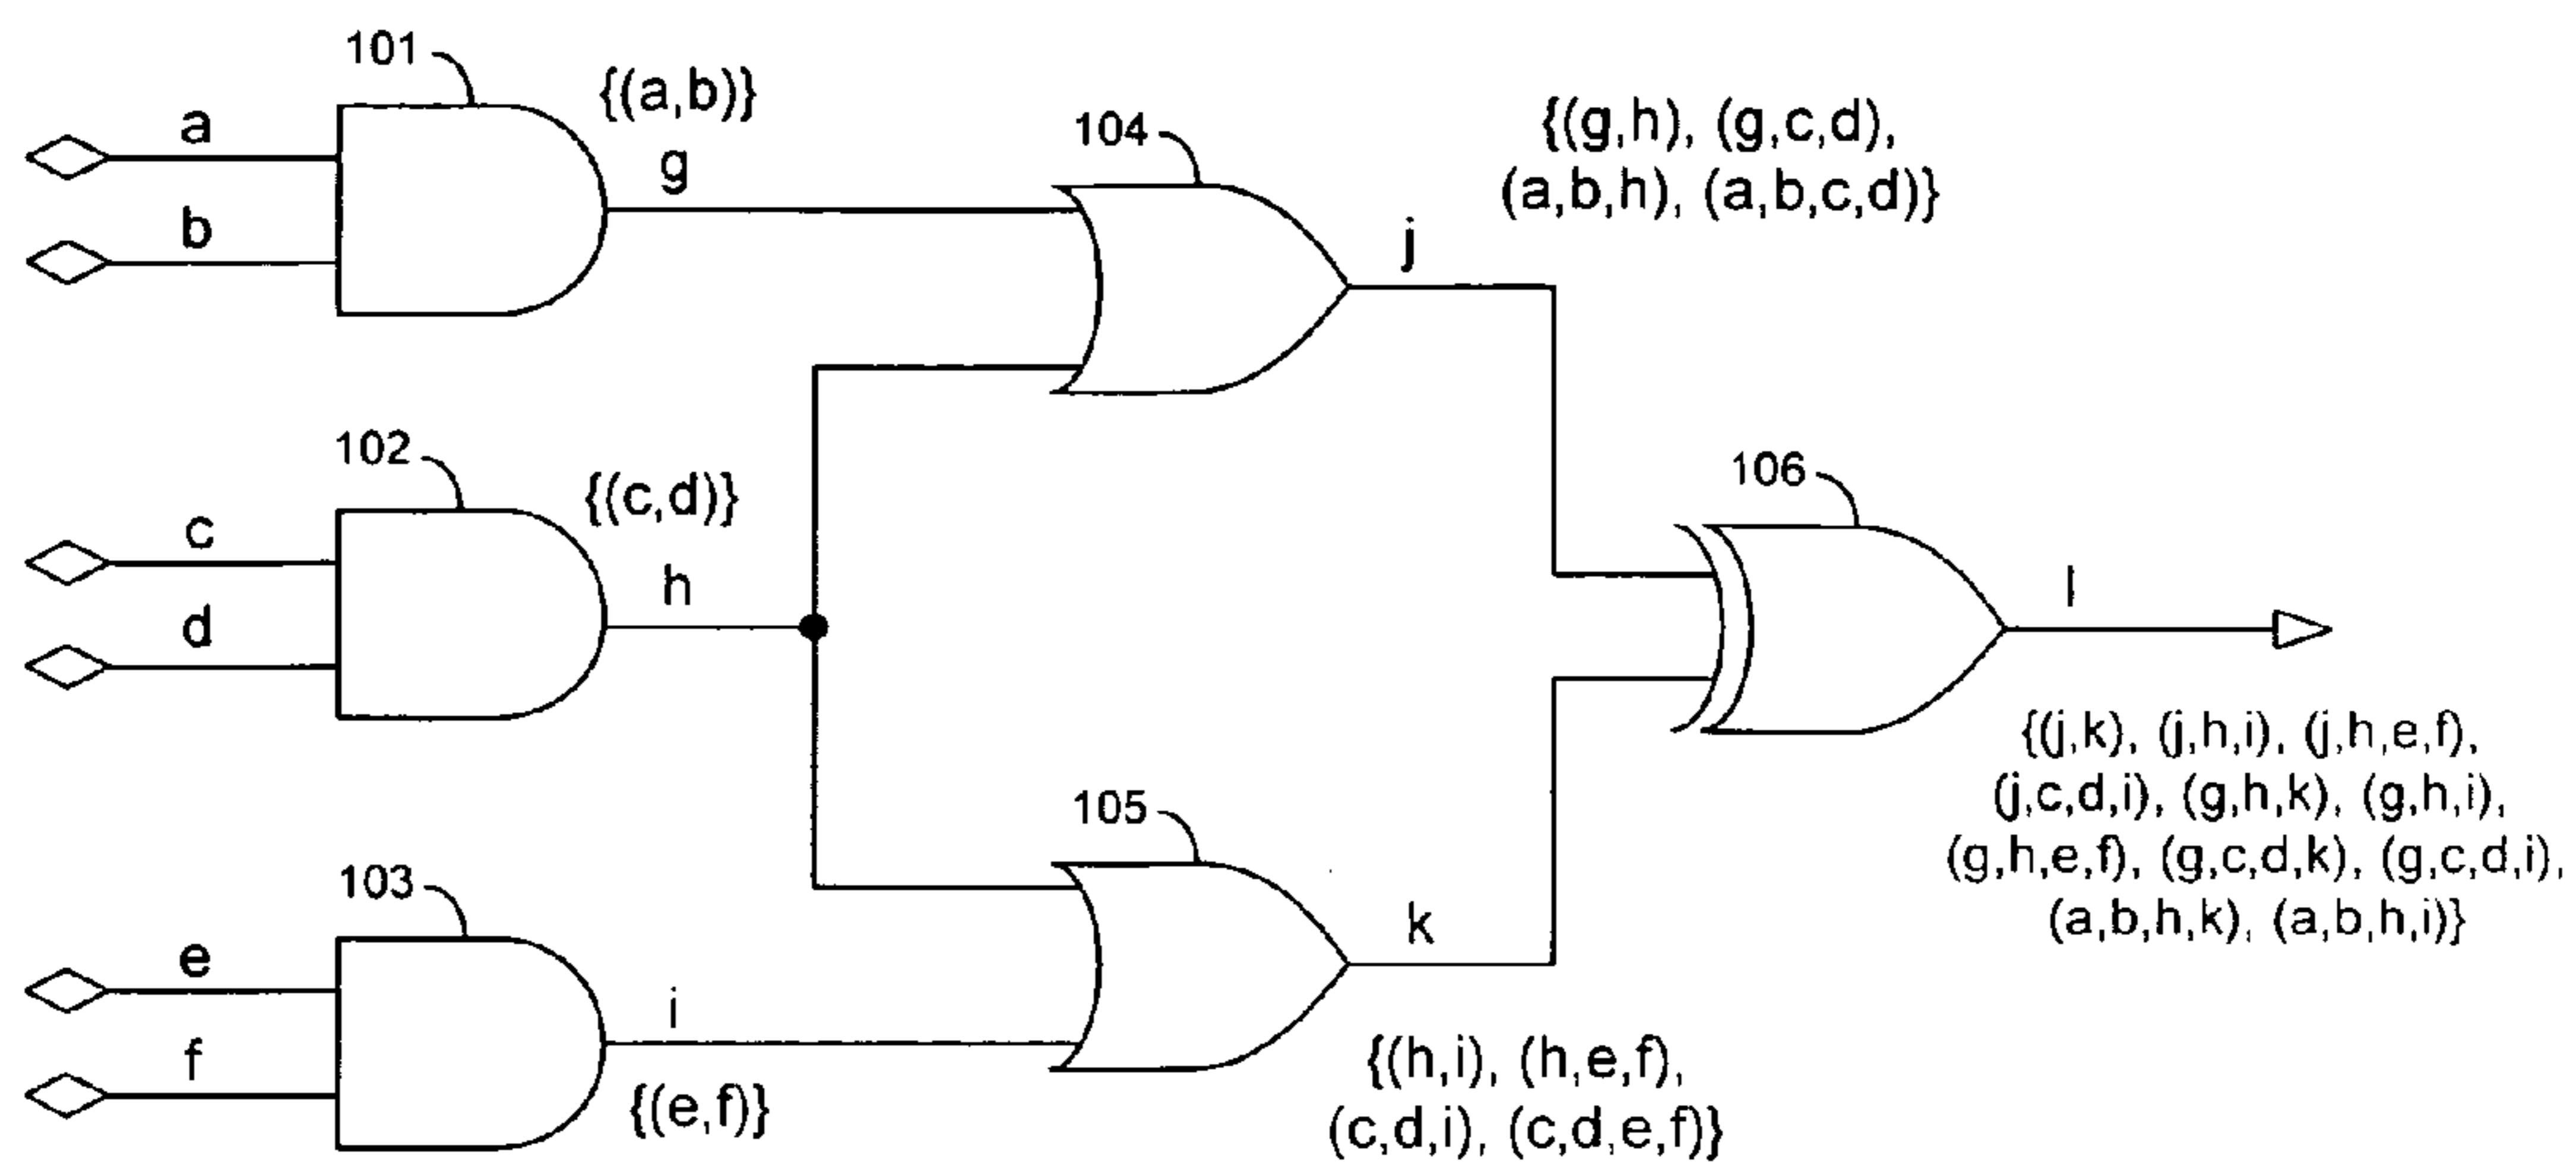 101
{(a,b)}
a
g
b
104
{(g,h), (g,c,d),
(a,b,h), (a,b,c,d)}
j
102
{(c,d)}
c
h
d
106
l
{(j,k), (j,h,i), (j,h,e,f),
(j,c,d,i), (g,h,k), (g,h,i),
(g,h,e,f), (g,c,d,k), (g,c,d,i),
(a,b,h,k), (a,b,h,i)}
103
e
i
f
{(e,f)}
105
k
{(h,i), (h,e,f),
(c,d,i), (c,d,e,f)}